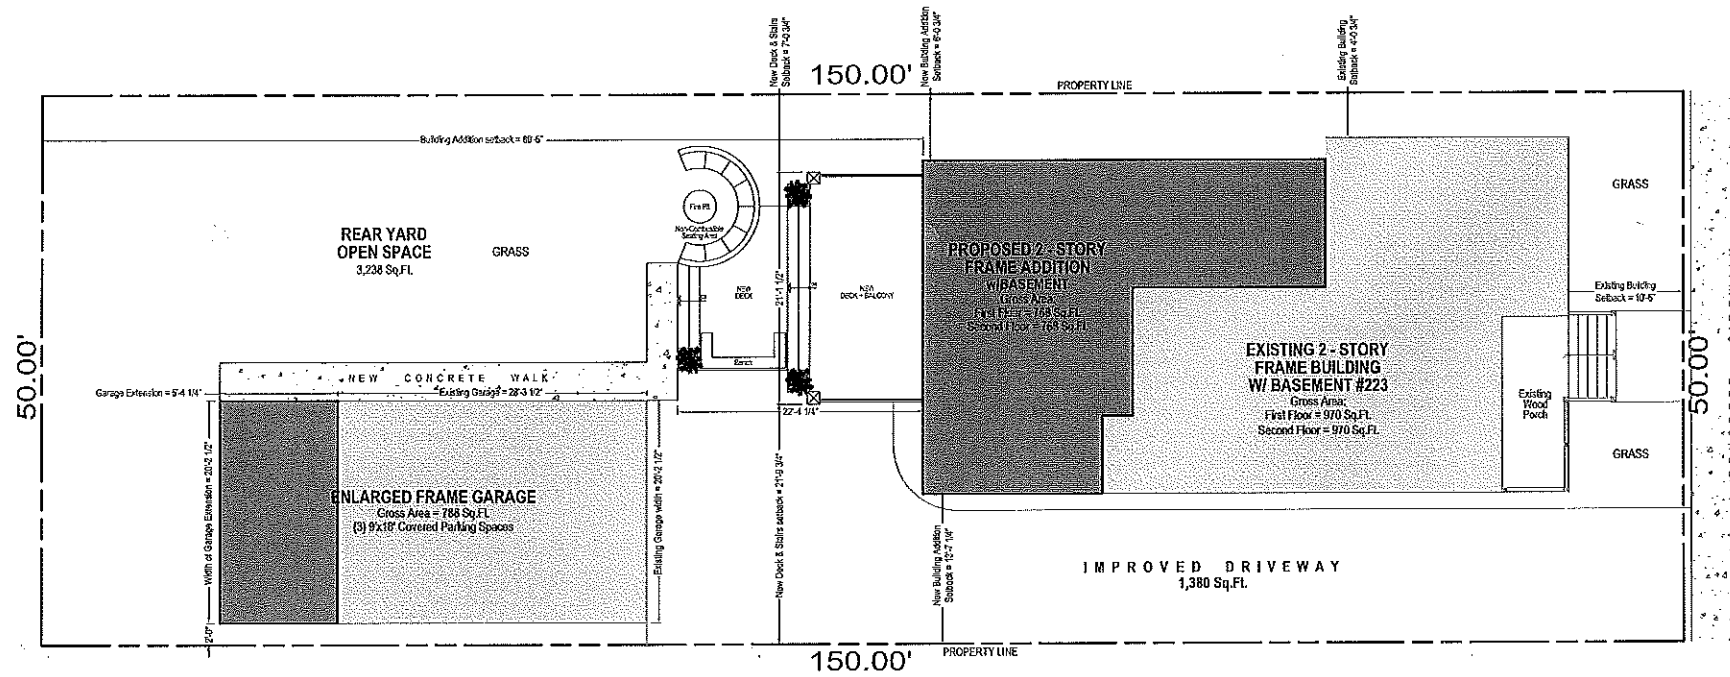 New Deck & Stairs
Setback = 7'-0 3/4"
150.00'
New Building Addition
Setback = 6'-0 3/4"
PROPERTY LINE
Existing Building
Setback = 4'-0 3/4"
Building Addition setback = 80'-5"
GRASS
REAR YARD
OPEN SPACE
3,238 Sq.Ft.
GRASS
Fire Pit
Non-Combustible
Seating Area
NEW
DECK
21'-1 1/2"
NEW
DECK + BALCONY
PROPOSED 2 - STORY
FRAME ADDITION
w/BASEMENT
Gross Area:
First Floor = 768 Sq.Ft.
Second Floor = 768 Sq.Ft.
Existing Building
Setback = 10'-5"
50.00'
EXISTING 2 - STORY
FRAME BUILDING
W/ BASEMENT #223
Gross Area:
First Floor = 970 Sq.Ft.
Second Floor = 970 Sq.Ft.
50.00'
Bench
NEW CONCRETE WALK
Existing Garage = 28'-3 1/2"
22'-4 1/4"
Existing
Wood
Porch
GRASS
Width of Garage Extension = 20'-2 1/2"
ENLARGED FRAME GARAGE
Gross Area = 788 Sq.Ft.
(3) 9'x18' Covered Parking Spaces
Existing Garage width = 20'-2 1/2"
New Deck & Stairs setback = 21'-9 3/4"
New Building Addition
Setback = 13'-7 1/4"
IMPROVED DRIVEWAY
1,380 Sq.Ft.
2'-0"
150.00'
PROPERTY LINE